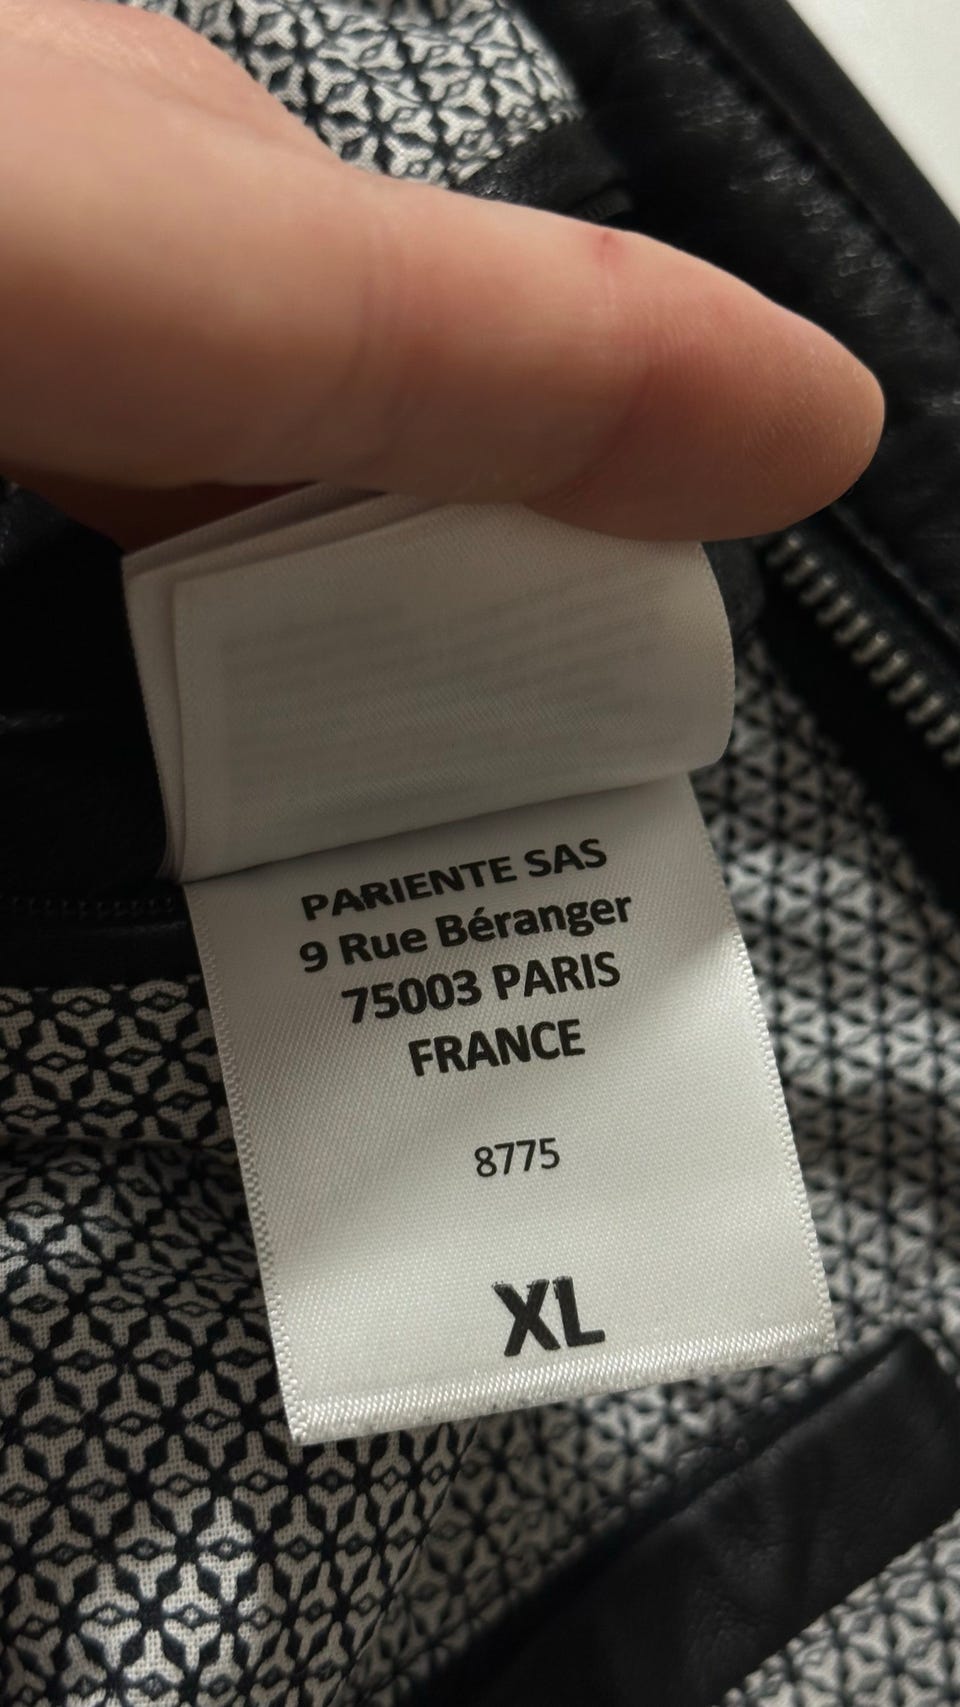 PARIENTE SAS
9 Rue Béranger
75003 PARIS
FRANCE
8775
XL